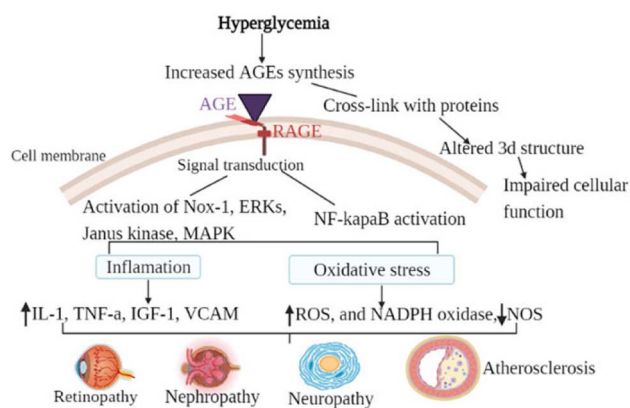 Hyperglycemia
Increased AGEs synthesis
AGE
Cross-link with proteins
RAGE
Cell membrane
Altered 3d structure
Signal transduction
Impaired cellular
function
Activation of Nox-1, ERKs,
Janus kinase, MAPK
NF-kapaB activation
Inflamation
Oxidative stress
↑IL-1, TNF-a, IGF-1, VCAM
↑ROS, and NADPH oxidase, ↓NOS
Retinopathy
Nephropathy
Neuropathy
Atherosclerosis